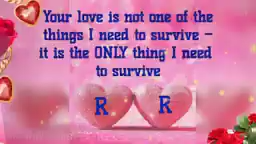 Your love is not one of the
things I need to survive –
it is the ONLY thing I need
to survive
R R